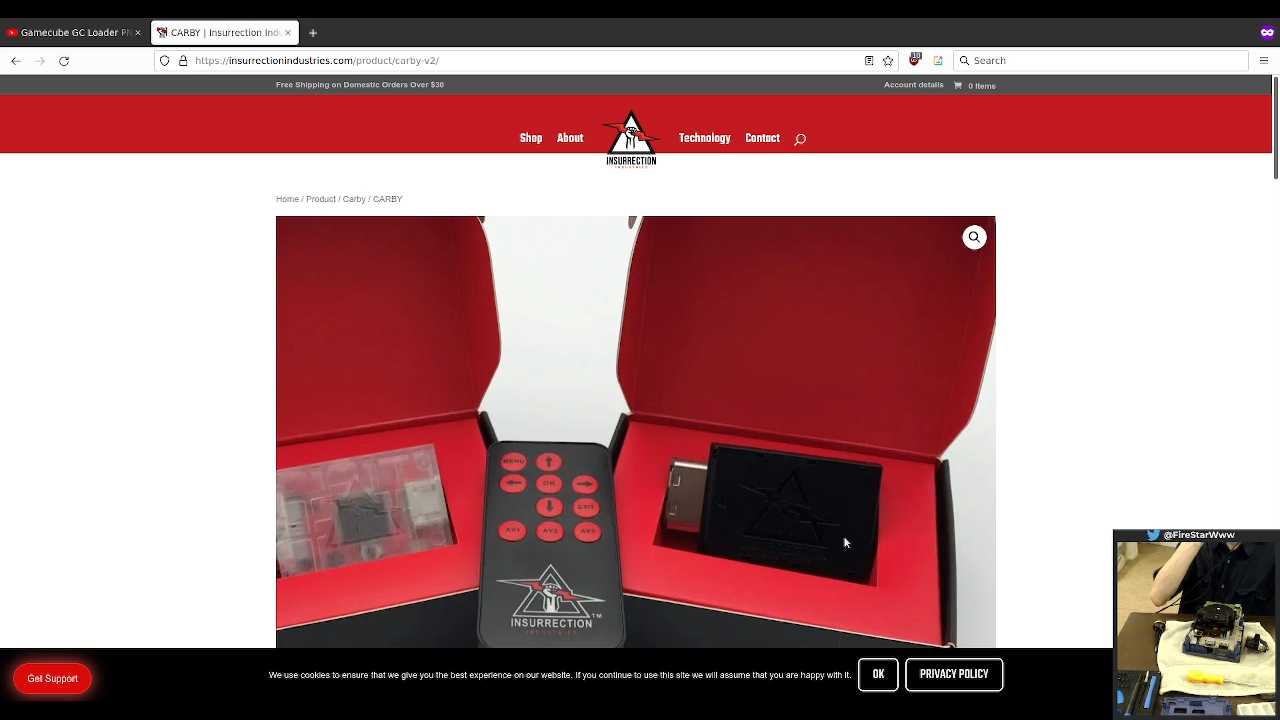 Gamecube GC Loader PN
CARBY | Insurrection Indu
https://insurrectionindustries.com/product/carby-v2/
10
Search
Free Shipping on Domestic Orders Over $30
Account details
0 Items
Shop
About
INSURRECTION
INDUSTRIES
Technology
Contact
Home / Product / Carby / CARBY
MENU
OK
EXIT
AV1
AV2
AV3
INSURRECTION
INDUSTRIES
TM
@FireStarWww
Get Support
We use cookies to ensure that we give you the best experience on our website. If you continue to use this site we will assume that you are happy with it.
OK
PRIVACY POLICY